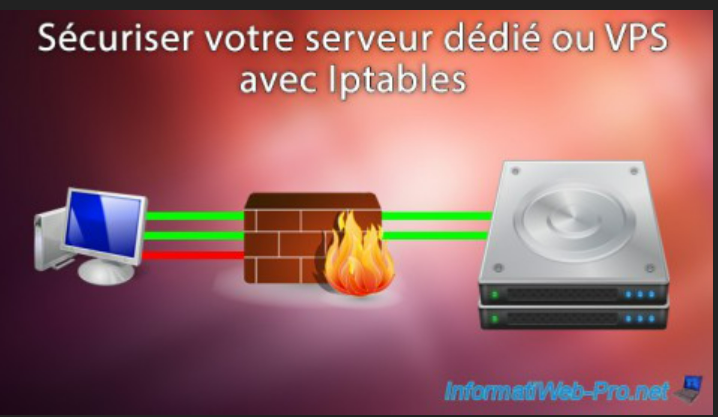 Sécuriser votre serveur dédié ou VPS
avec Iptables
InformatiWeb-Pro.net